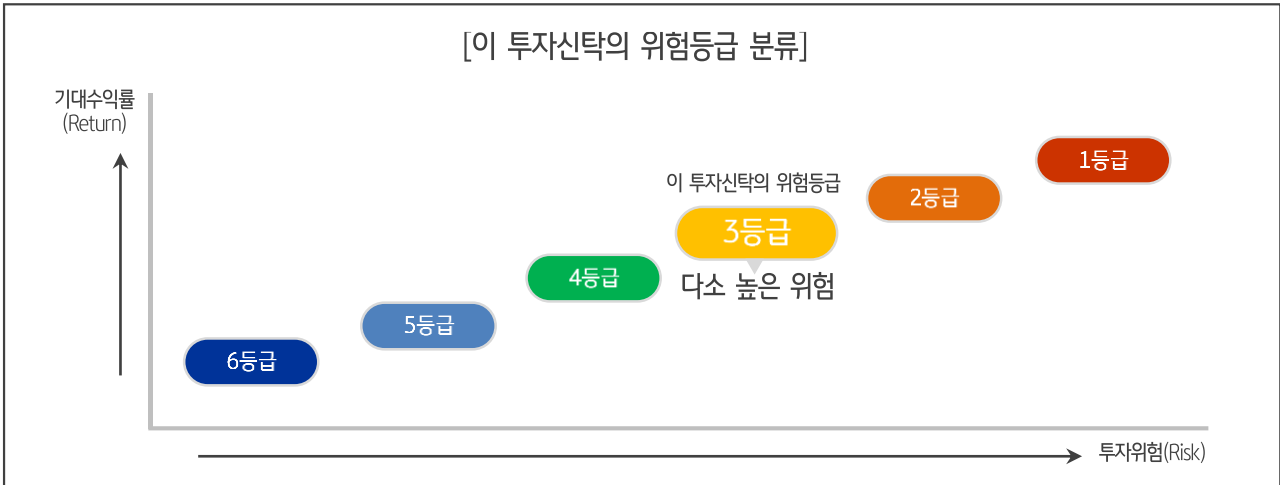 [이 투자신탁의 위험등급 분류]
기대수익률
(Return)
1등급
이 투자신탁의 위험등급
2등급
3등급
4등급
다소 높은 위험
5등급
6등급
투자위험(Risk)